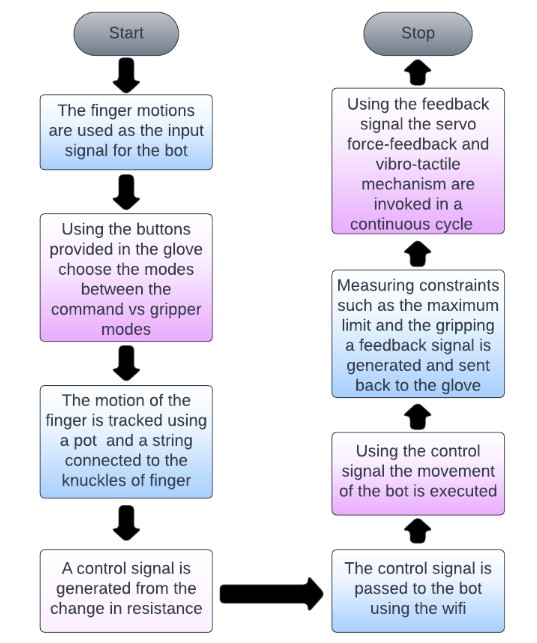 Start
The finger motions
are used as the input
signal for the bot
Using the buttons
provided in the glove
choose the modes
between the
command vs gripper
modes
The motion of the
finger is tracked using
a pot and a string
connected to the
knuckles of finger
A control signal is
generated from the
change in resistance
The control signal is
passed to the bot
using the wifi
Using the control
signal the movement
of the bot is executed
Measuring constraints
such as the maximum
limit and the gripping
a feedback signal is
generated and sent
back to the glove
Using the feedback
signal the servo
force-feedback and
vibro-tactile
mechanism are
invoked in a
continuous cycle
Stop